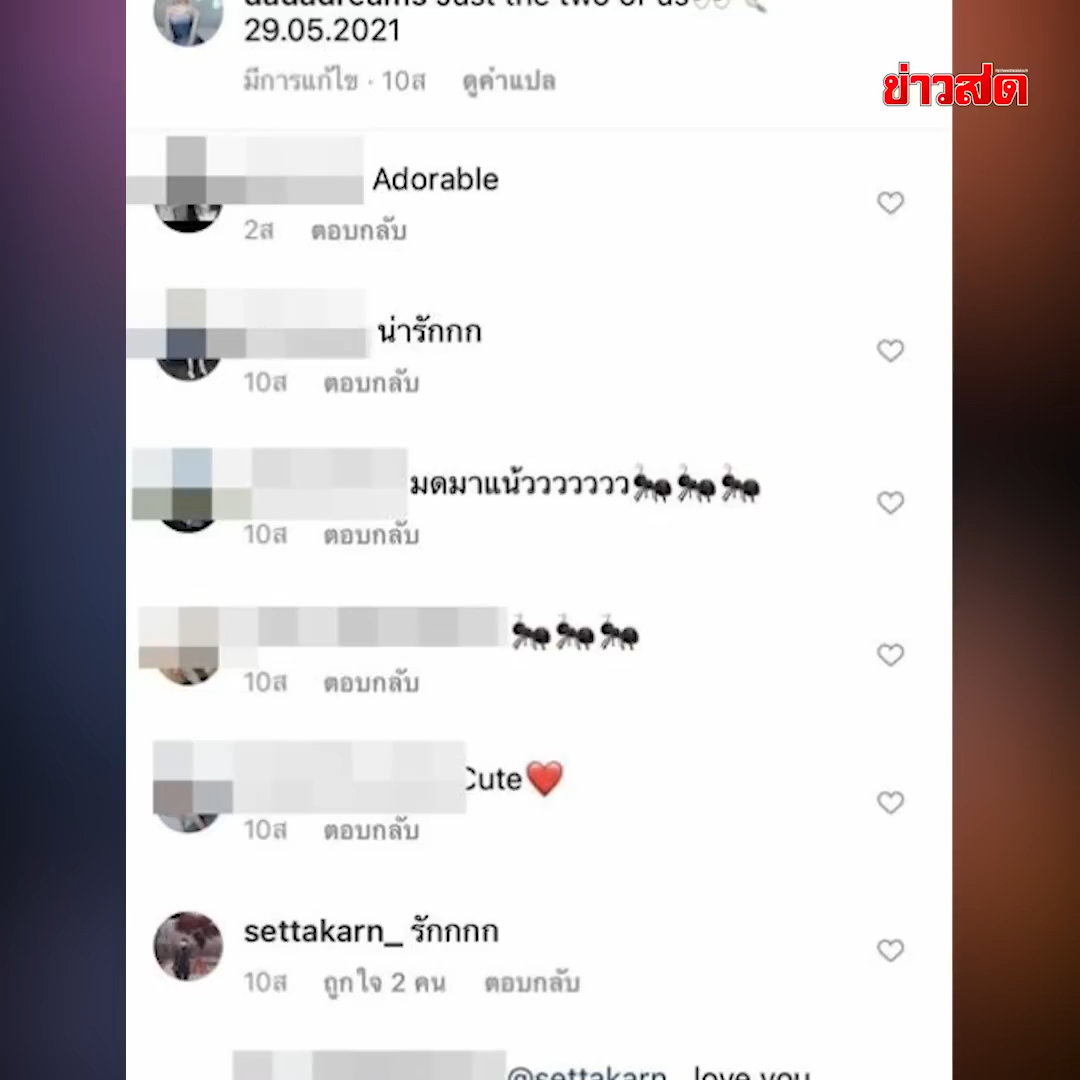 Just the two of us
29.05.2021
มีการแก้ไข · 10ส ดูคำแปล
ข่าวสด
Adorable
2ส ตอบกลับ
น่ารักกก
10ส ตอบกลับ
มดมาแน้ววววววว🐜🐜🐜
10ส ตอบกลับ
🐜🐜🐜
10ส ตอบกลับ
Cute❤️
10ส ตอบกลับ
settakarn_ รักกกก
10ส ถูกใจ 2 คน ตอบกลับ
@settakarn_ love you